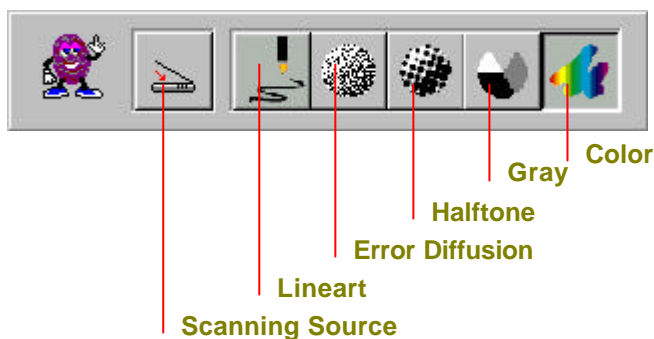 Color
Gray
Halftone
Error Diffusion
Lineart
Scanning Source